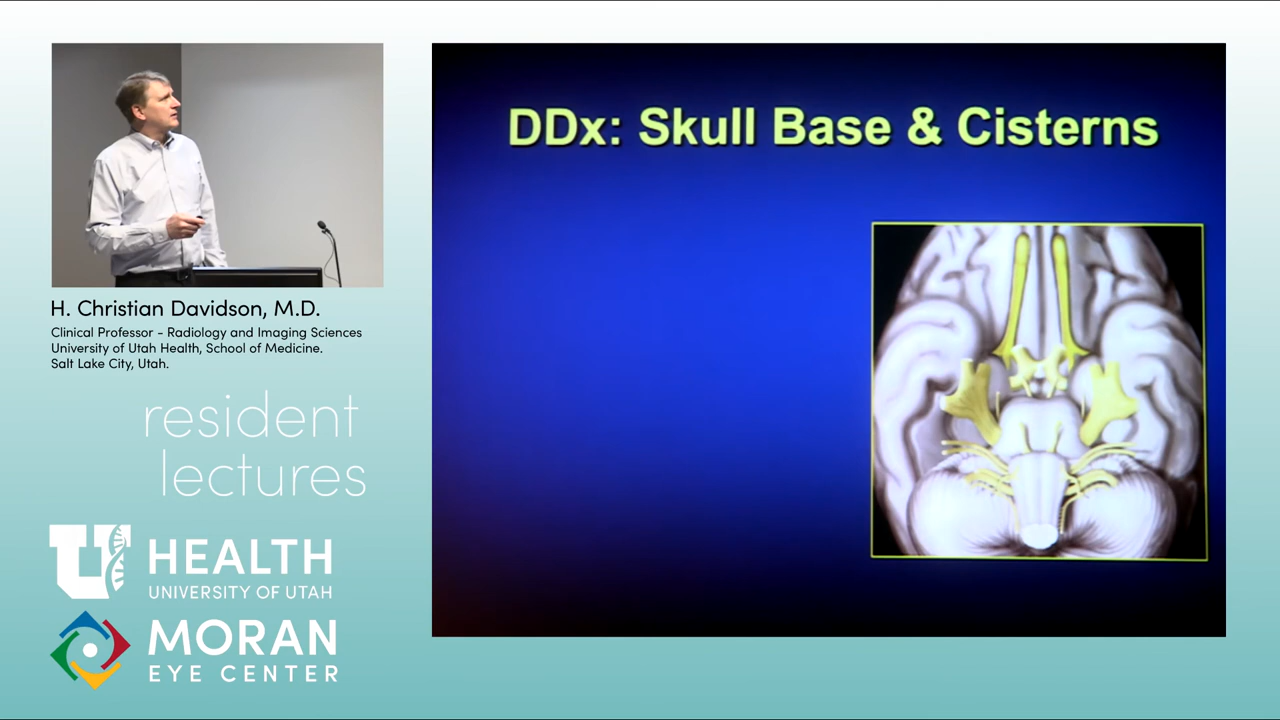 DDx: Skull Base & Cisterns
H. Christian Davidson, M.D.
Clinical Professor - Radiology and Imaging Sciences
University of Utah Health, School of Medicine.
Salt Lake City, Utah.
resident
lectures
U HEALTH
UNIVERSITY OF UTAH
MORAN
EYE CENTER